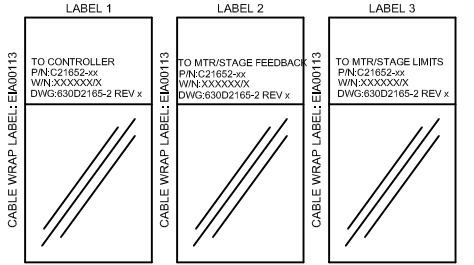 LABEL 1
CABLE WRAP LABEL: EIA00113
TO CONTROLLER
P/N:C21652-xx
W/N:XXXXXX/X
DWG:630D2165-2 REV x
LABEL 2
CABLE WRAP LABEL: EIA00113
TO MTR/STAGE FEEDBACK
P/N:C21652-xx
W/N:XXXXXX/X
DWG:630D2165-2 REV x
LABEL 3
CABLE WRAP LABEL: EIA00113
TO MTR/STAGE LIMITS
P/N:C21652-xx
W/N:XXXXXX/X
DWG:630D2165-2 REV x